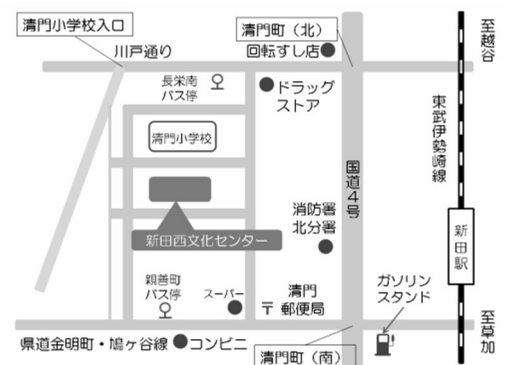 清門小学校入口
清門町（北）
至越谷
川戸通り
回転すし店
長栄南
バス停
ドラッグ
ストア
東武伊勢崎線
清門小学校
国道4号
消防署
北分署
新田駅
新田西文化センター
親善町
バス停
スーパー
清門
〒郵便局
ガソリン
スタンド
至草加
県道金明町・鳩ヶ谷線
コンビニ
清門町（南）